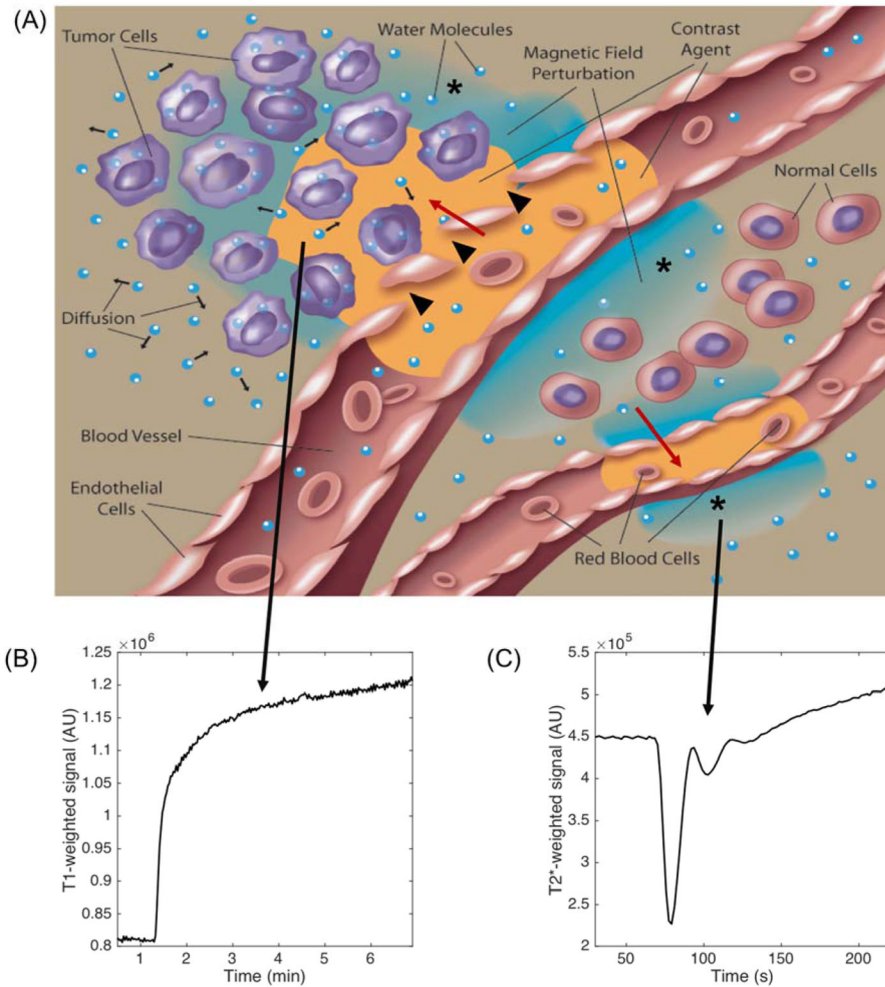 (A)
Tumor Cells
Water Molecules
Magnetic Field
Perturbation
Contrast
Agent
*
Normal Cells
*
Diffusion
Blood Vessel
Endothelial
Cells
*
Red Blood Cells
(B)
×10⁶
1.25
1.2
1.15
1.1
1.05
1
0.95
0.9
0.85
0.8
T1-weighted signal (AU)
1 2 3 4 5 6
Time (min)
(C)
×10⁵
5.5
5
4.5
4
3.5
3
2.5
2
T2*-weighted signal (AU)
50 100 150 200
Time (s)